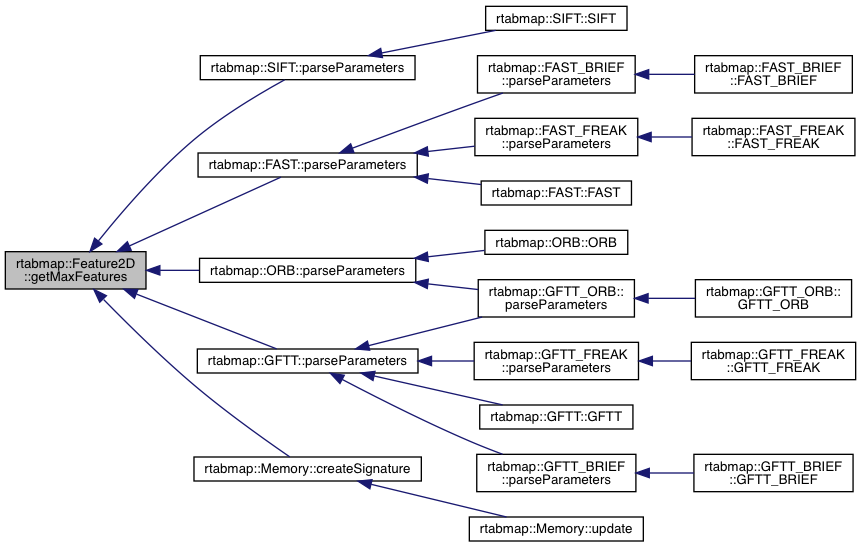 rtabmap::SIFT::SIFT
rtabmap::SIFT::parseParameters
rtabmap::FAST_BRIEF
::parseParameters
rtabmap::FAST_BRIEF
::FAST_BRIEF
rtabmap::FAST_FREAK
::parseParameters
rtabmap::FAST_FREAK
::FAST_FREAK
rtabmap::FAST::parseParameters
rtabmap::FAST::FAST
rtabmap::Feature2D
::getMaxFeatures
rtabmap::ORB::ORB
rtabmap::ORB::parseParameters
rtabmap::GFTT_ORB::
parseParameters
rtabmap::GFTT_ORB::
GFTT_ORB
rtabmap::GFTT::parseParameters
rtabmap::GFTT_FREAK
::parseParameters
rtabmap::GFTT_FREAK
::GFTT_FREAK
rtabmap::GFTT::GFTT
rtabmap::Memory::createSignature
rtabmap::GFTT_BRIEF
::parseParameters
rtabmap::GFTT_BRIEF
::GFTT_BRIEF
rtabmap::Memory::update